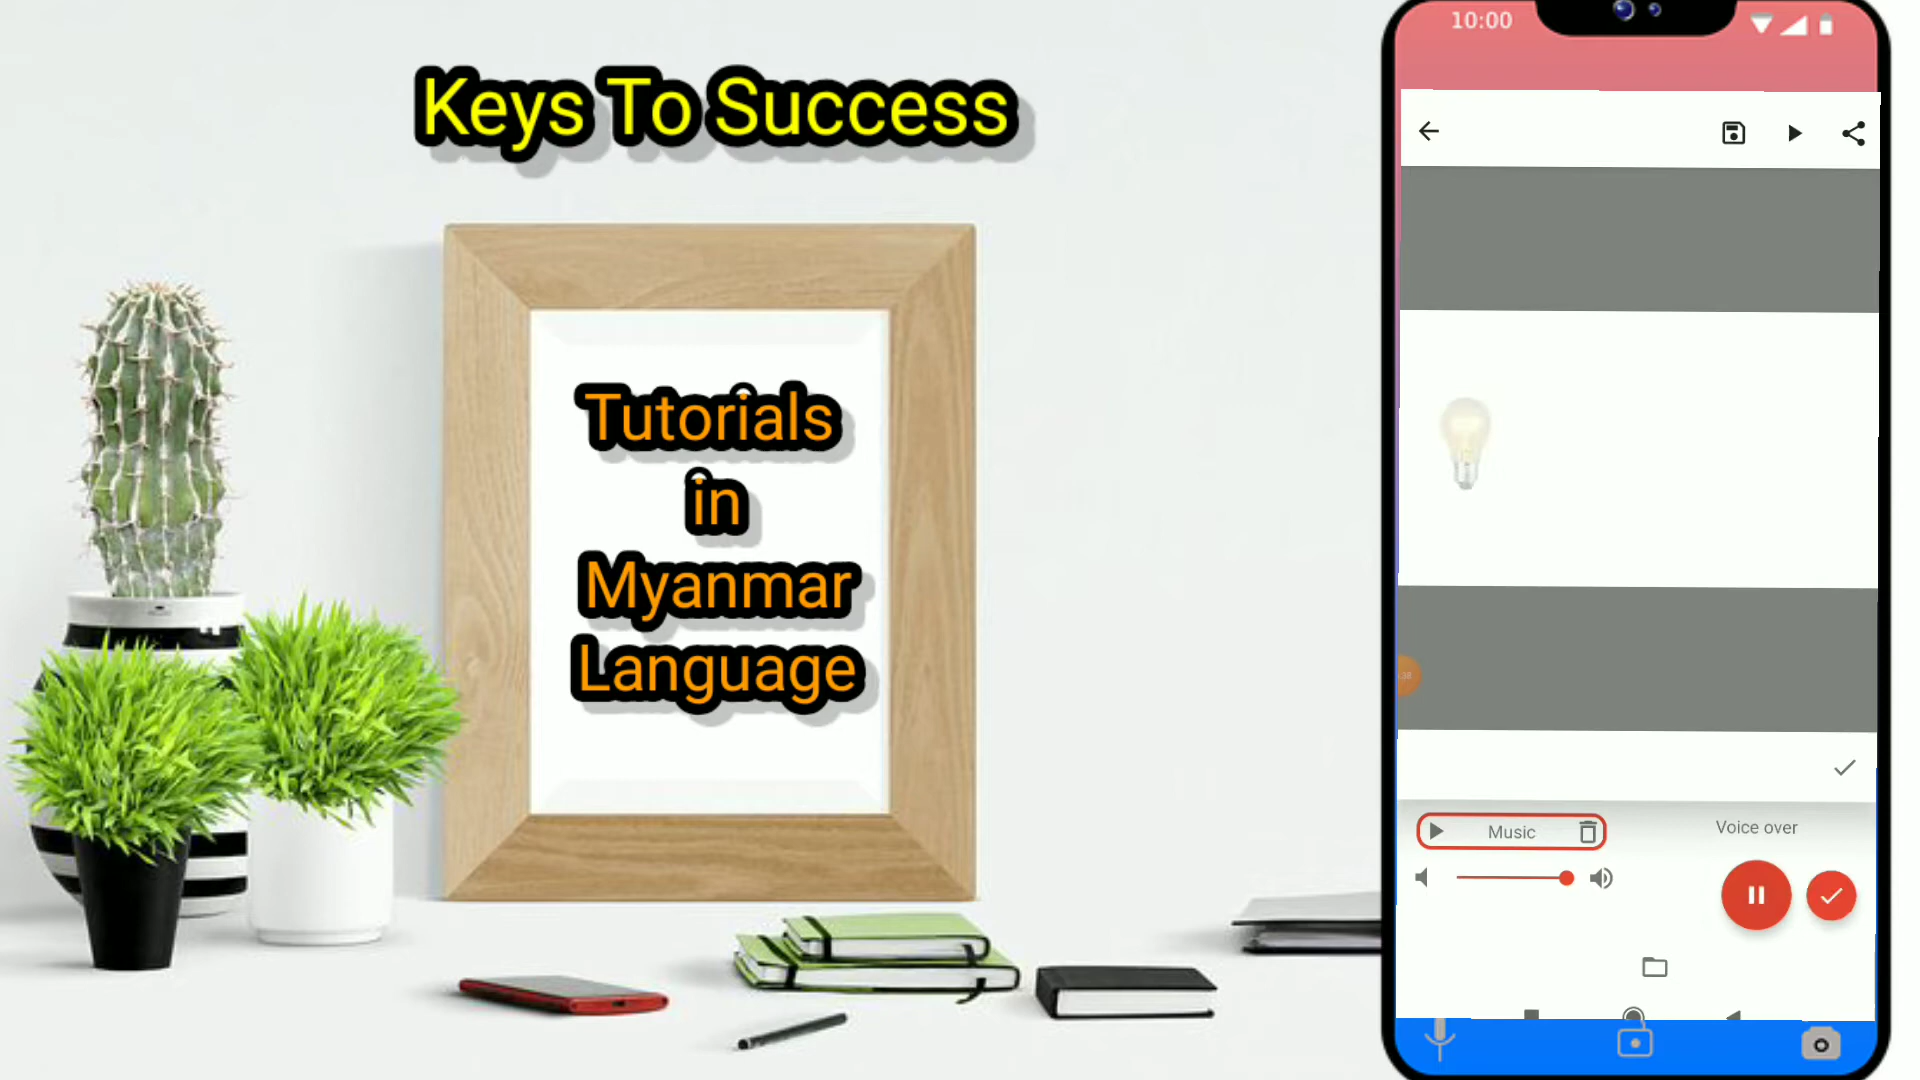 Keys To Success
Tutorials
in
Myanmar
Language
10:00
Music
Voice over